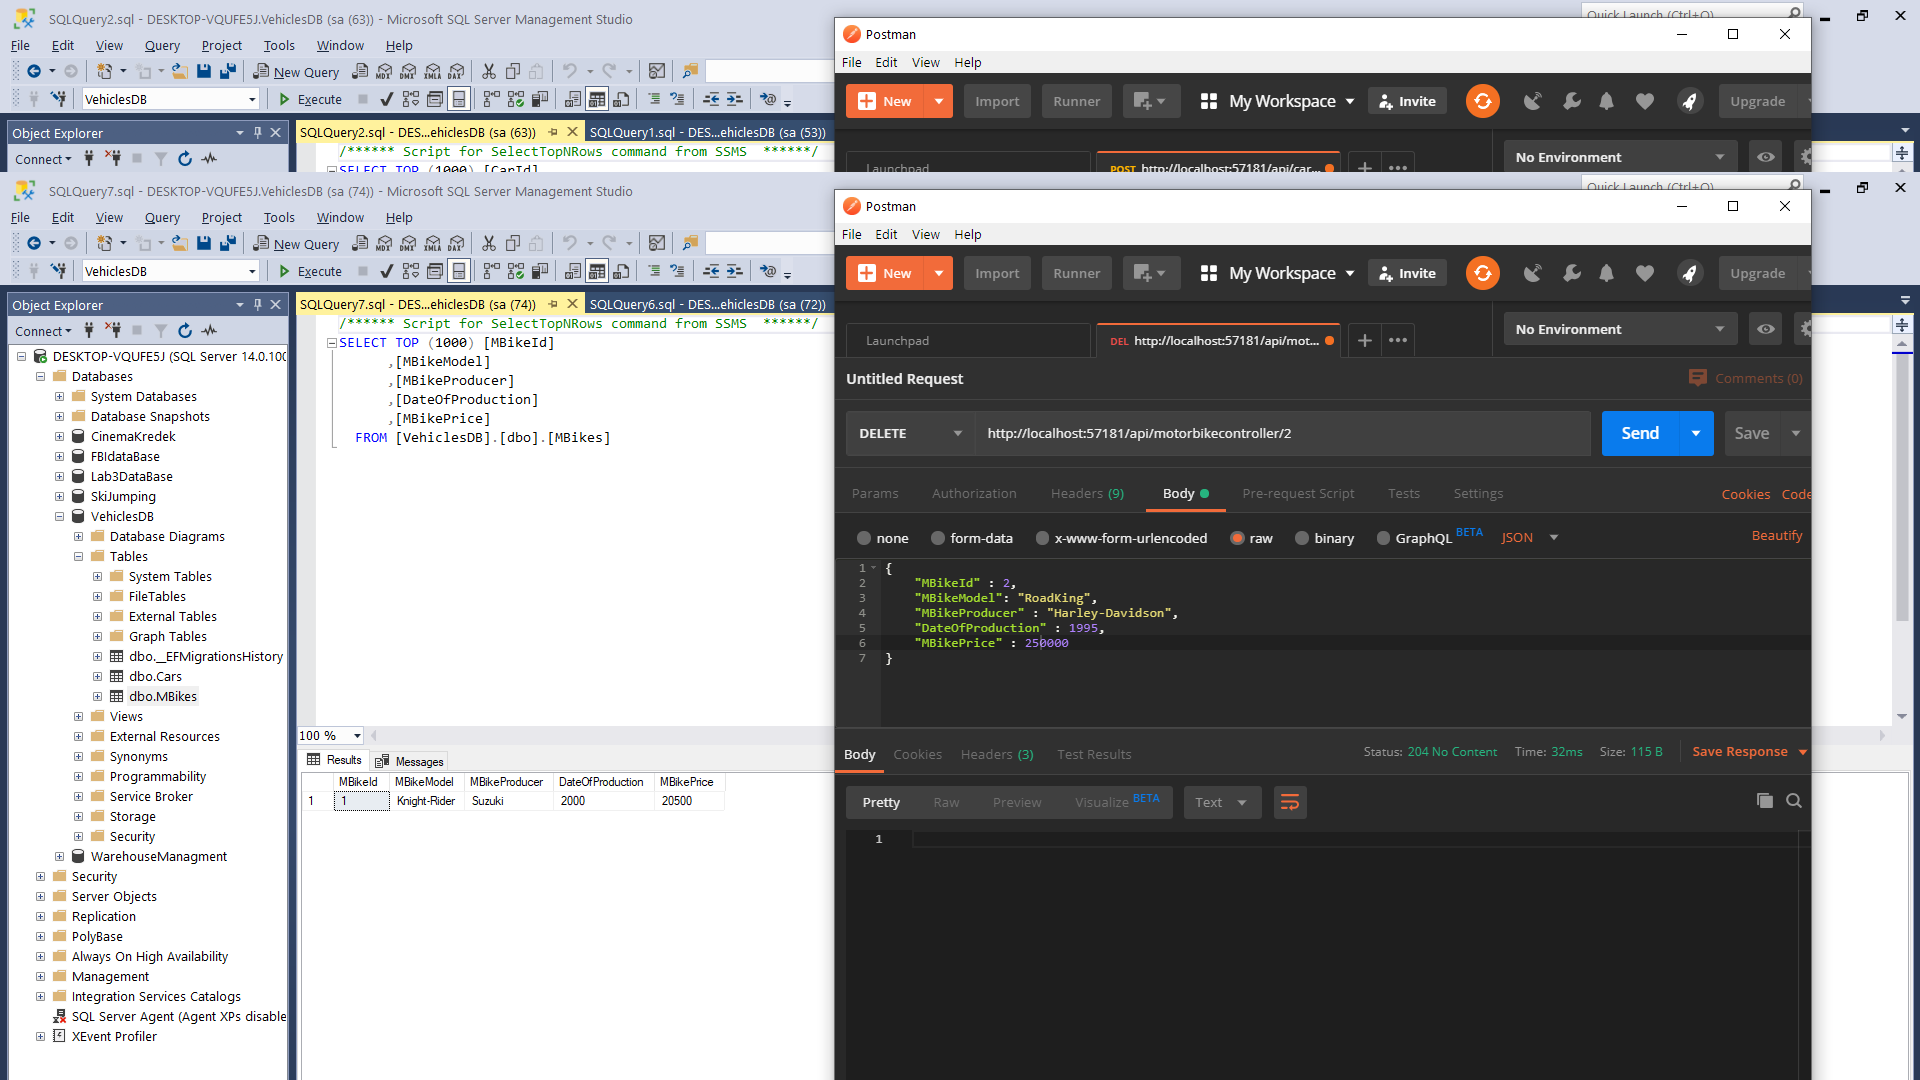 SQLQuery2.sql - DESKTOP-VQUFE5J.VehiclesDB (sa (63)) - Microsoft SQL Server Management Studio
Quick Launch (Ctrl+Q)
File Edit View Query Project Tools Window Help
New Query MDX DMX XMLA DAX
VehiclesDB Execute
Object Explorer
SQLQuery2.sql - DES...ehiclesDB (sa (63)) SQLQuery1.sql - DES...ehiclesDB (sa (53))
Connect
/****** Script for SelectTopNRows command from SSMS ******/
SELECT TOP (1000) [CarId]
Postman
File Edit View Help
New Import Runner My Workspace Invite Upgrade
No Environment
Launchpad POST http://localhost:57181/api/car...
SQLQuery7.sql - DESKTOP-VQUFE5J.VehiclesDB (sa (74)) - Microsoft SQL Server Management Studio
Quick Launch (Ctrl+Q)
File Edit View Query Project Tools Window Help
New Query MDX DMX XMLA DAX
VehiclesDB Execute
Object Explorer
Connect
DESKTOP-VQUFE5J (SQL Server 14.0.100
Databases
System Databases
Database Snapshots
CinemaKredek
FBIdataBase
Lab3DataBase
SkiJumping
VehiclesDB
Database Diagrams
Tables
System Tables
FileTables
External Tables
Graph Tables
dbo.__EFMigrationsHistory
dbo.Cars
dbo.MBikes
Views
External Resources
Synonyms
Programmability
Service Broker
Storage
Security
WarehouseManagment
Security
Server Objects
Replication
PolyBase
Always On High Availability
Management
Integration Services Catalogs
SQL Server Agent (Agent XPs disable
XEvent Profiler
SQLQuery7.sql - DES...ehiclesDB (sa (74)) SQLQuery6.sql - DES...ehiclesDB (sa (72))
/****** Script for SelectTopNRows command from SSMS ******/
SELECT TOP (1000) [MBikeId]
,[MBikeModel]
,[MBikeProducer]
,[DateOfProduction]
,[MBikePrice]
FROM [VehiclesDB].[dbo].[MBikes]
100 %
Results Messages
MBikeId MBikeModel MBikeProducer DateOfProduction MBikePrice
1 1 Knight-Rider Suzuki 2000 20500
Postman
File Edit View Help
New Import Runner My Workspace Invite Upgrade
No Environment
Launchpad DEL http://localhost:57181/api/mot...
Untitled Request Comments (0)
DELETE http://localhost:57181/api/motorbikecontroller/2 Send Save
Params Authorization Headers (9) Body Pre-request Script Tests Settings Cookies Code
none form-data x-www-form-urlencoded raw binary GraphQL BETA JSON Beautify
1 {
2 "MBikeId" : 2,
3 "MBikeModel": "RoadKing",
4 "MBikeProducer" : "Harley-Davidson",
5 "DateOfProduction" : 1995,
6 "MBikePrice" : 250000
7 }
Body Cookies Headers (3) Test Results Status: 204 No Content Time: 32ms Size: 115 B Save Response
Pretty Raw Preview Visualize BETA Text
1